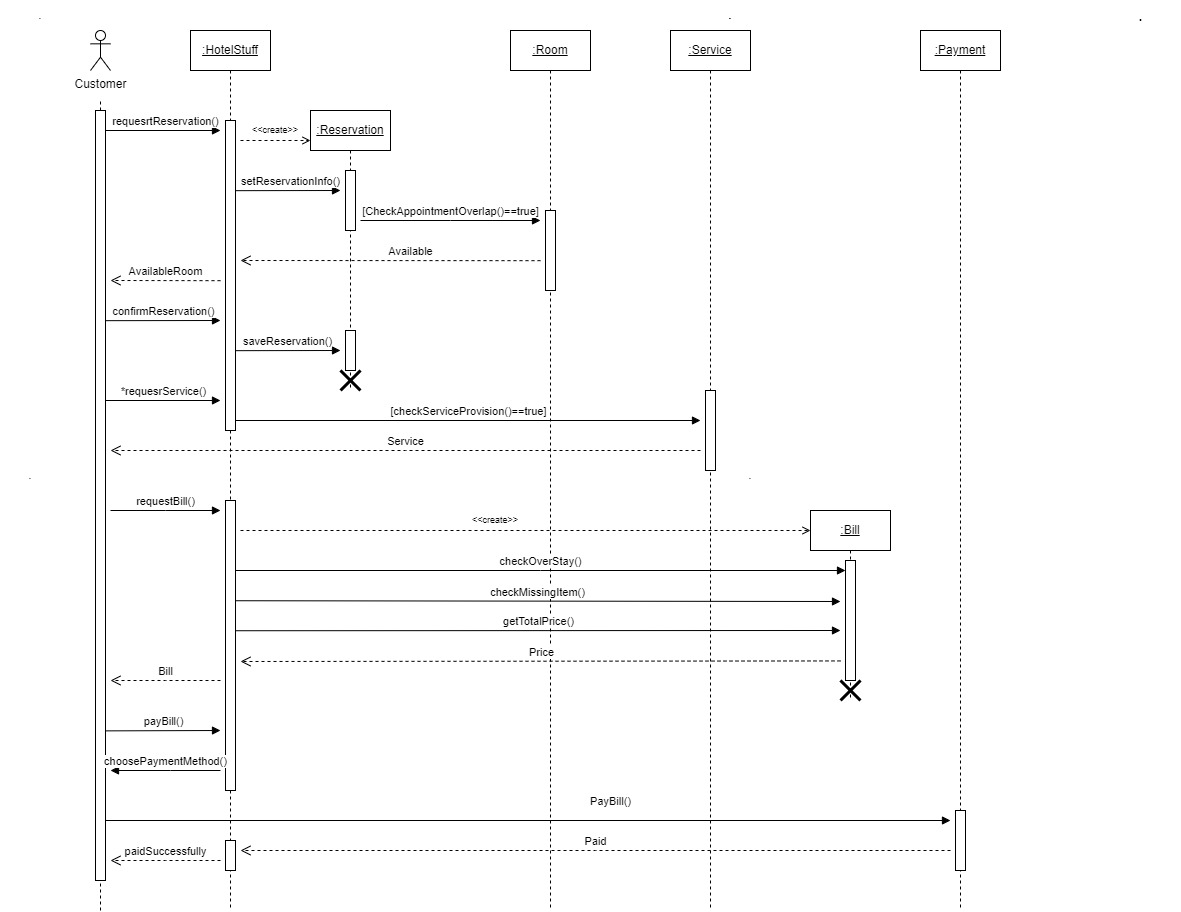 :HotelStuff
:Room
:Service
:Payment
Customer
requesrtReservation()
<<create>>
:Reservation
setReservationInfo()
[CheckAppointmentOverlap()==true]
Available
AvailableRoom
confirmReservation()
saveReservation()
*requesrService()
[checkServiceProvision()==true]
Service
requestBill()
<<create>>
:Bill
checkOverStay()
checkMissingItem()
getTotalPrice()
Price
Bill
payBill()
choosePaymentMethod()
PayBill()
Paid
paidSuccessfully